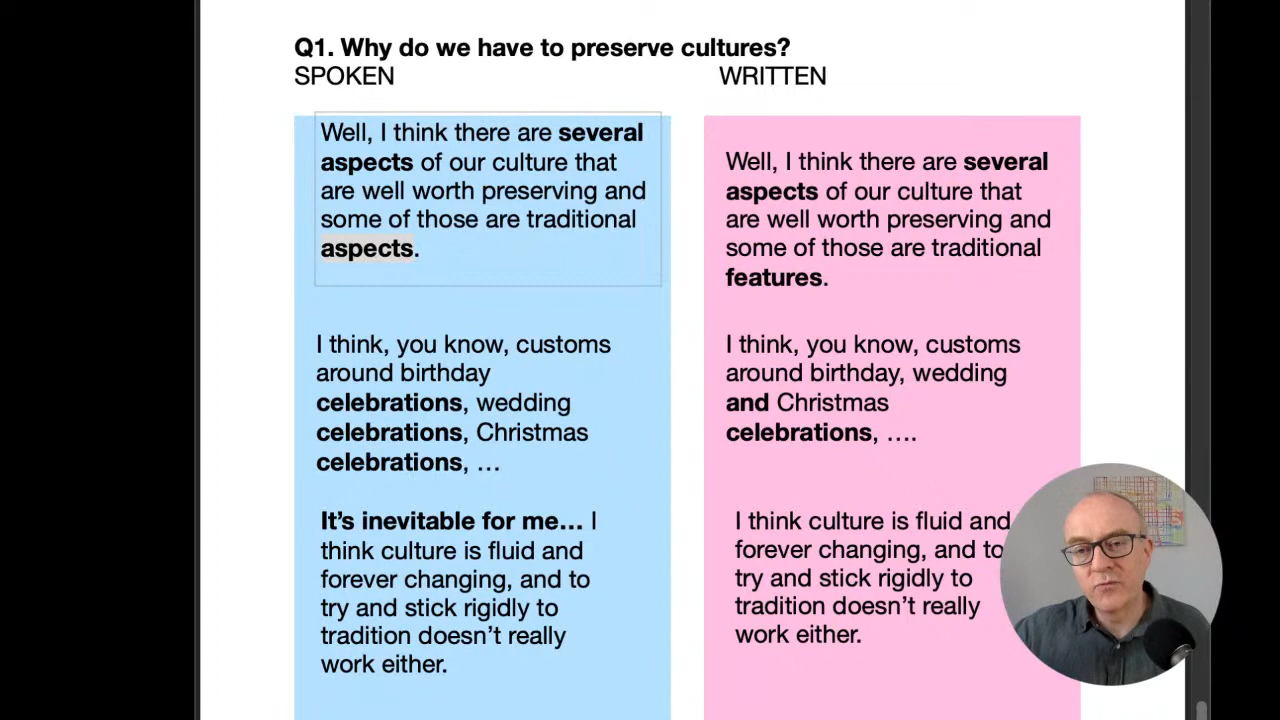 Q1. Why do we have to preserve cultures?
SPOKEN
WRITTEN
Well, I think there are several
aspects of our culture that
are well worth preserving and
some of those are traditional
aspects.
I think, you know, customs
around birthday
celebrations, wedding
celebrations, Christmas
celebrations, …
It’s inevitable for me… I
think culture is fluid and
forever changing, and to
try and stick rigidly to
tradition doesn’t really
work either.
Well, I think there are several
aspects of our culture that
are well worth preserving and
some of those are traditional
features.
I think, you know, customs
around birthday, wedding
and Christmas
celebrations, ….
I think culture is fluid and
forever changing, and to
try and stick rigidly to
tradition doesn’t really
work either.